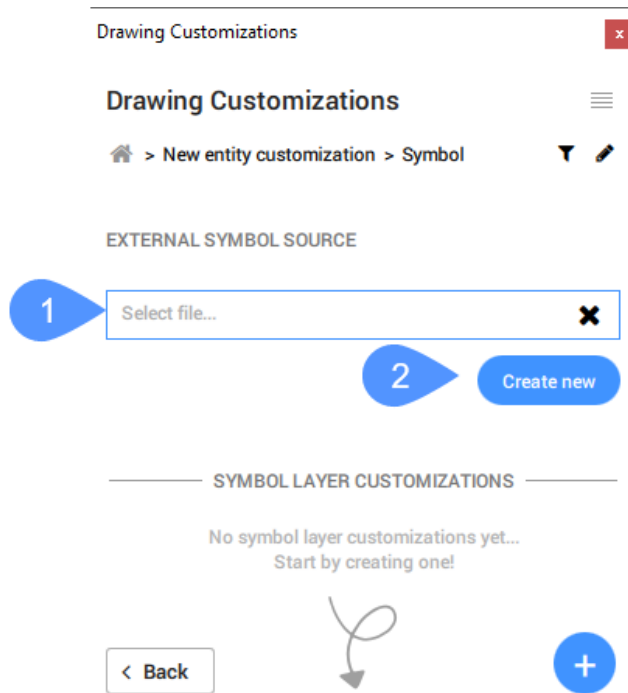 Drawing Customizations
x
Drawing Customizations
> New entity customization > Symbol
EXTERNAL SYMBOL SOURCE
1
Select file...
2
Create new
SYMBOL LAYER CUSTOMIZATIONS
No symbol layer customizations yet...
Start by creating one!
< Back
+